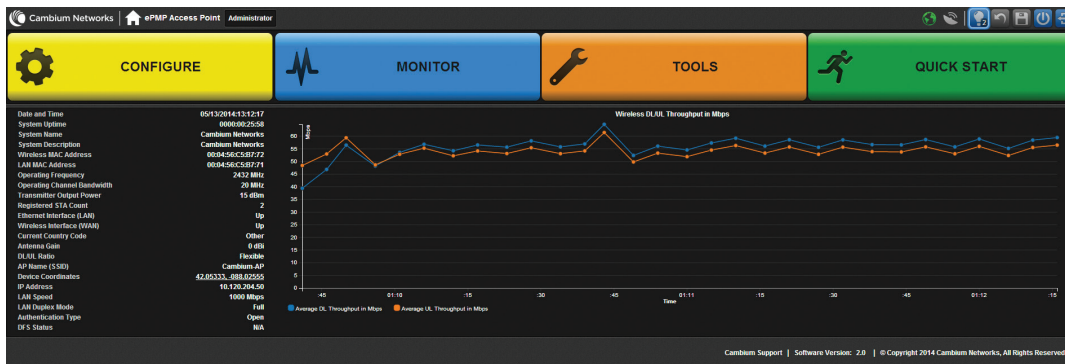 Cambium Networks ePMP Access Point Administrator
z
CONFIGURE MONITOR TOOLS QUICK START
Date and Time 05/13/2014:13:12:17
System Uptime 0000:00:25:58
System Name Cambium Networks
System Description Cambium Networks
Wireless MAC Address 00:04:56:C5:B7:72
LAN MAC Address 00:04:56:C5:B7:71
Operating Frequency 2432 MHz
Operating Channel Bandwidth 20 MHz
Transmitter Output Power 15 dBm
Registered STA Count 2
Ethernet Interface (LAN) Up
Wireless Interface (WAN) Up
Current Country Code Other
Antenna Gain 0 dBi
DL/UL Ratio Flexible
AP Name (SSID) Cambium-AP
Device Coordinates 42.05333, -088.02555
IP Address 10.120.204.50
LAN Speed 1000 Mbps
LAN Duplex Mode Full
Authentication Type Open
DFS Status N/A
Wireless DL/UL Throughput in Mbps
Mbps
60
55
50
45
40
35
30
25
20
15
10
5
0
:45 01:10 :15 :30 :45 01:11 :15 :30 :45 01:12 :15
Time
Average DL Throughput in Mbps Average UL Throughput in Mbps
Cambium Support | Software Version: 2.0 | © Copyright 2014 Cambium Networks, All Rights Reserved